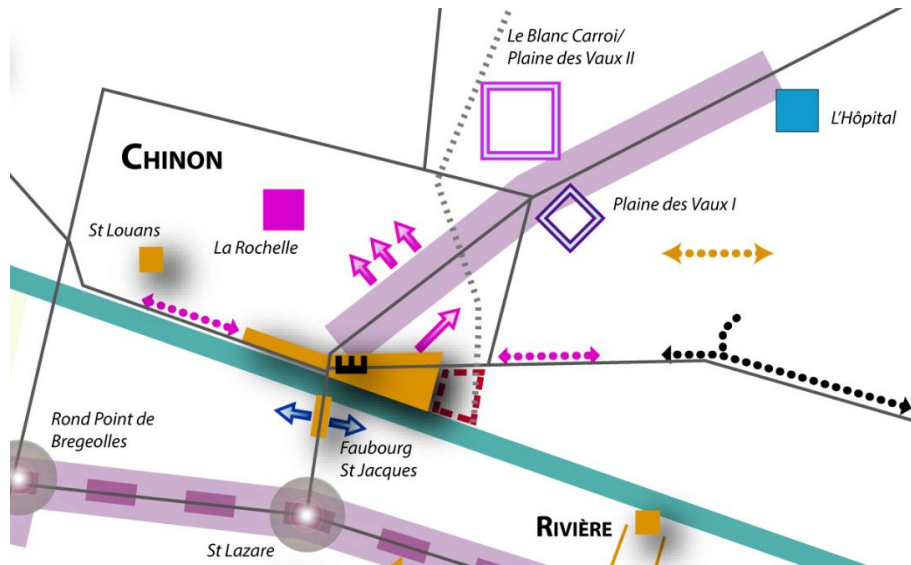 Le Blanc Carroi/
Plaine des Vaux II
L'Hôpital
CHINON
St Louans
La Rochelle
Plaine des Vaux I
Rond Point de
Bregeolles
Faubourg
St Jacques
St Lazare
RIVIÈRE